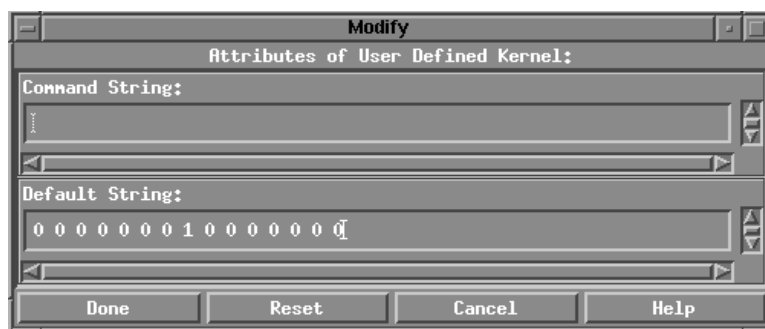 Modify
Attributes of User Defined Kernel:
Command String:
Default String:
0 0 0 0 0 0 0 1 0 0 0 0 0 0 0
Done Reset Cancel Help